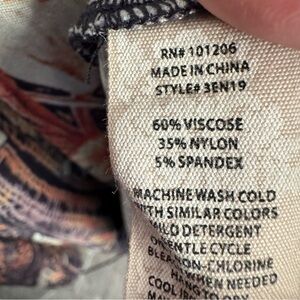 RN# 101206
MADE IN CHINA
STYLE# 3EN19
60% VISCOSE
35% NYLON
5% SPANDEX
MACHINE WASH COLD
WITH SIMILAR COLORS
MILD DETERGENT
GENTLE CYCLE
NON-CHLORINE
NEEDED
COOL